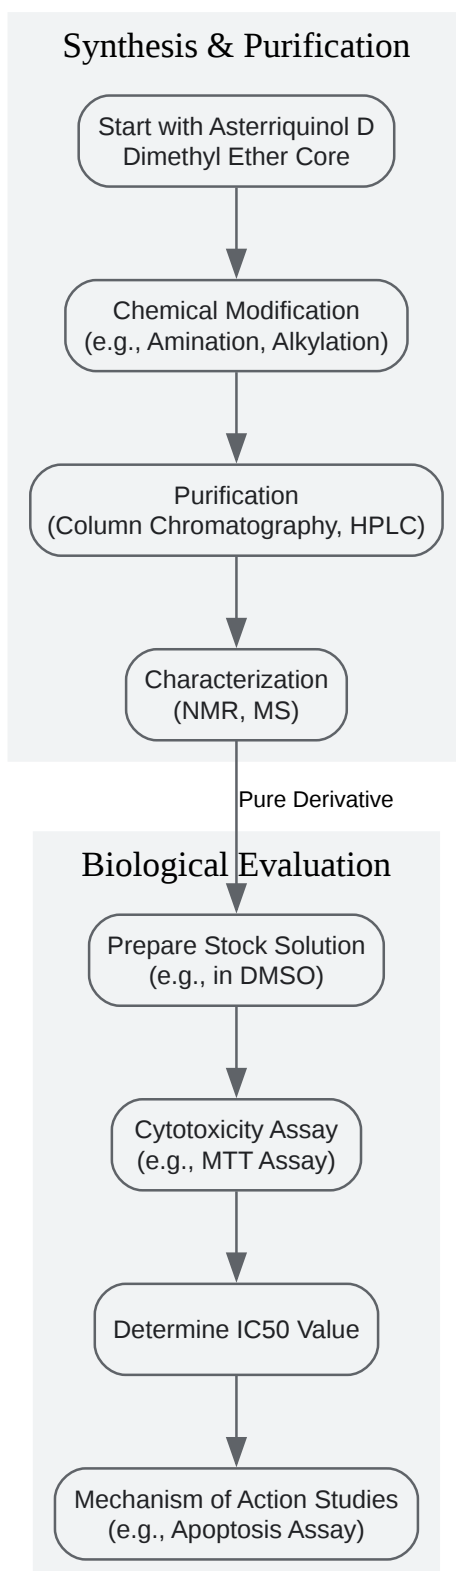 Synthesis & Purification
Start with Asterriquinol D
Dimethyl Ether Core
Chemical Modification
(e.g., Amination, Alkylation)
Purification
(Column Chromatography, HPLC)
Characterization
(NMR, MS)
Pure Derivative
Biological Evaluation
Prepare Stock Solution
(e.g., in DMSO)
Cytotoxicity Assay
(e.g., MTT Assay)
Determine IC50 Value
Mechanism of Action Studies
(e.g., Apoptosis Assay)